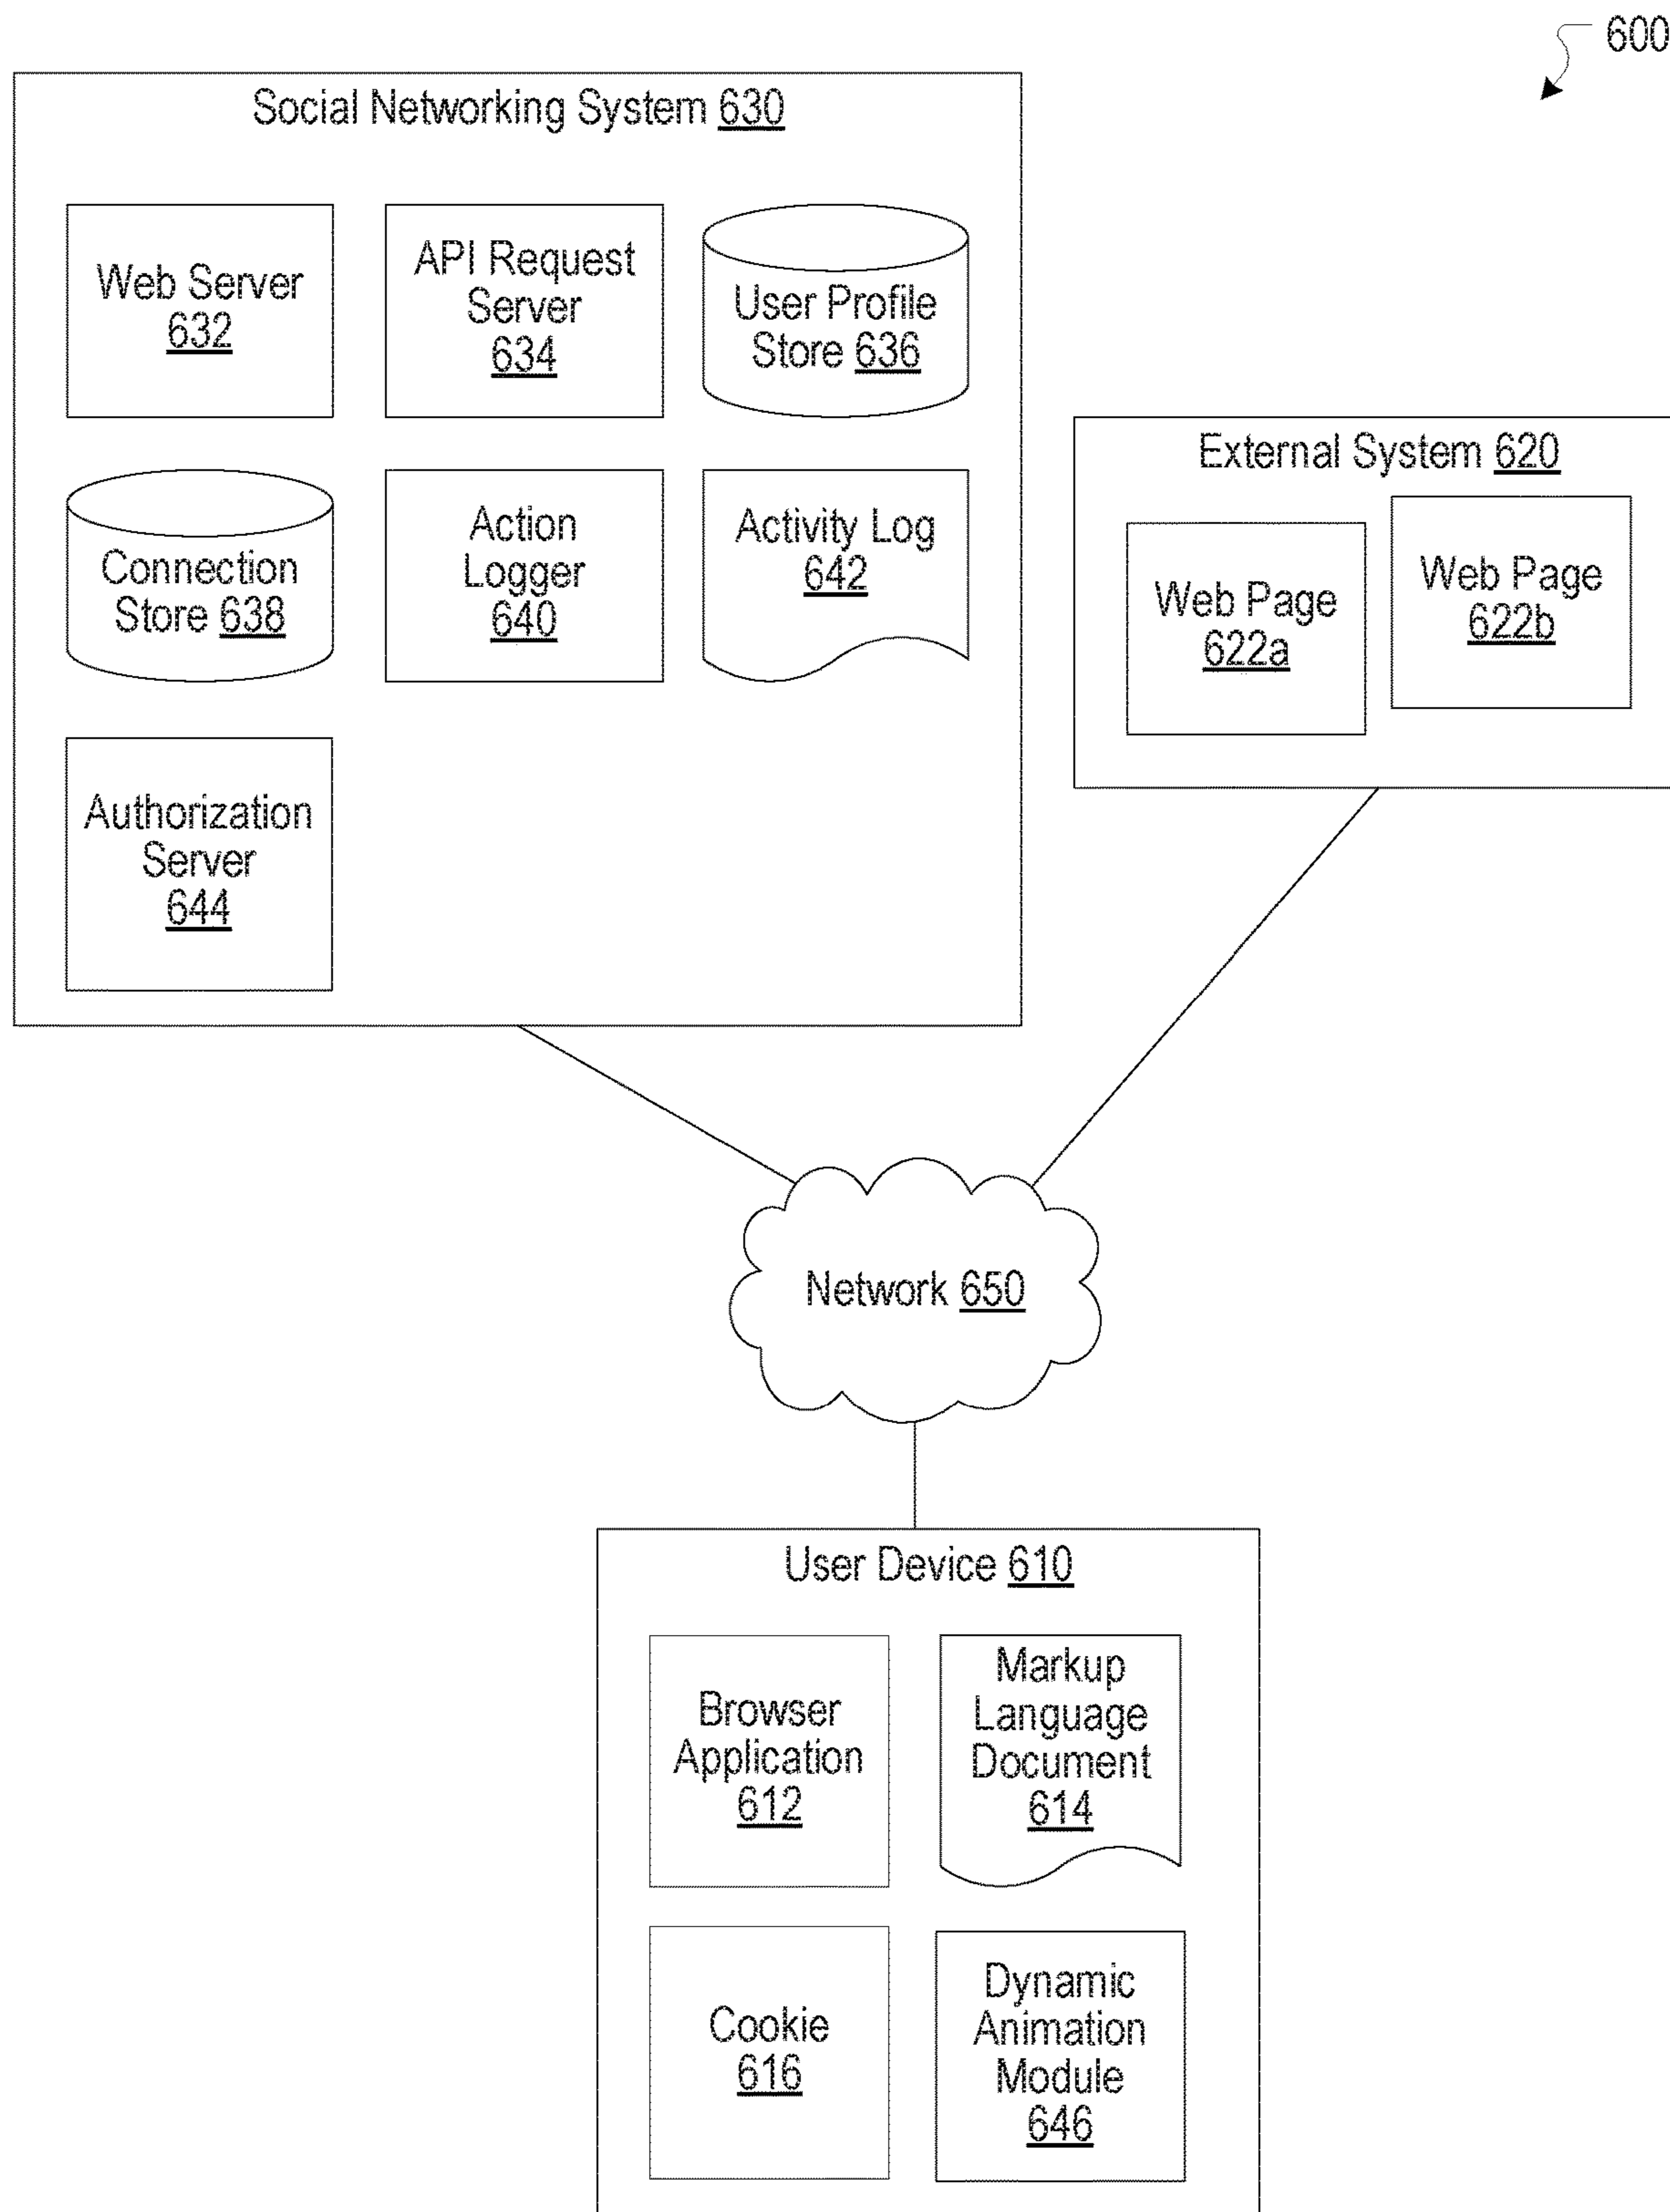 600
Social Networking System 630
Web Server
632
API Request
Server
634
User Profile
Store 636
Connection
Store 638
Action
Logger
640
Activity Log
642
Authorization
Server
644
External System 620
Web Page
622a
Web Page
622b
Network 650
User Device 610
Browser
Application
612
Markup
Language
Document
614
Cookie
616
Dynamic
Animation
Module
646